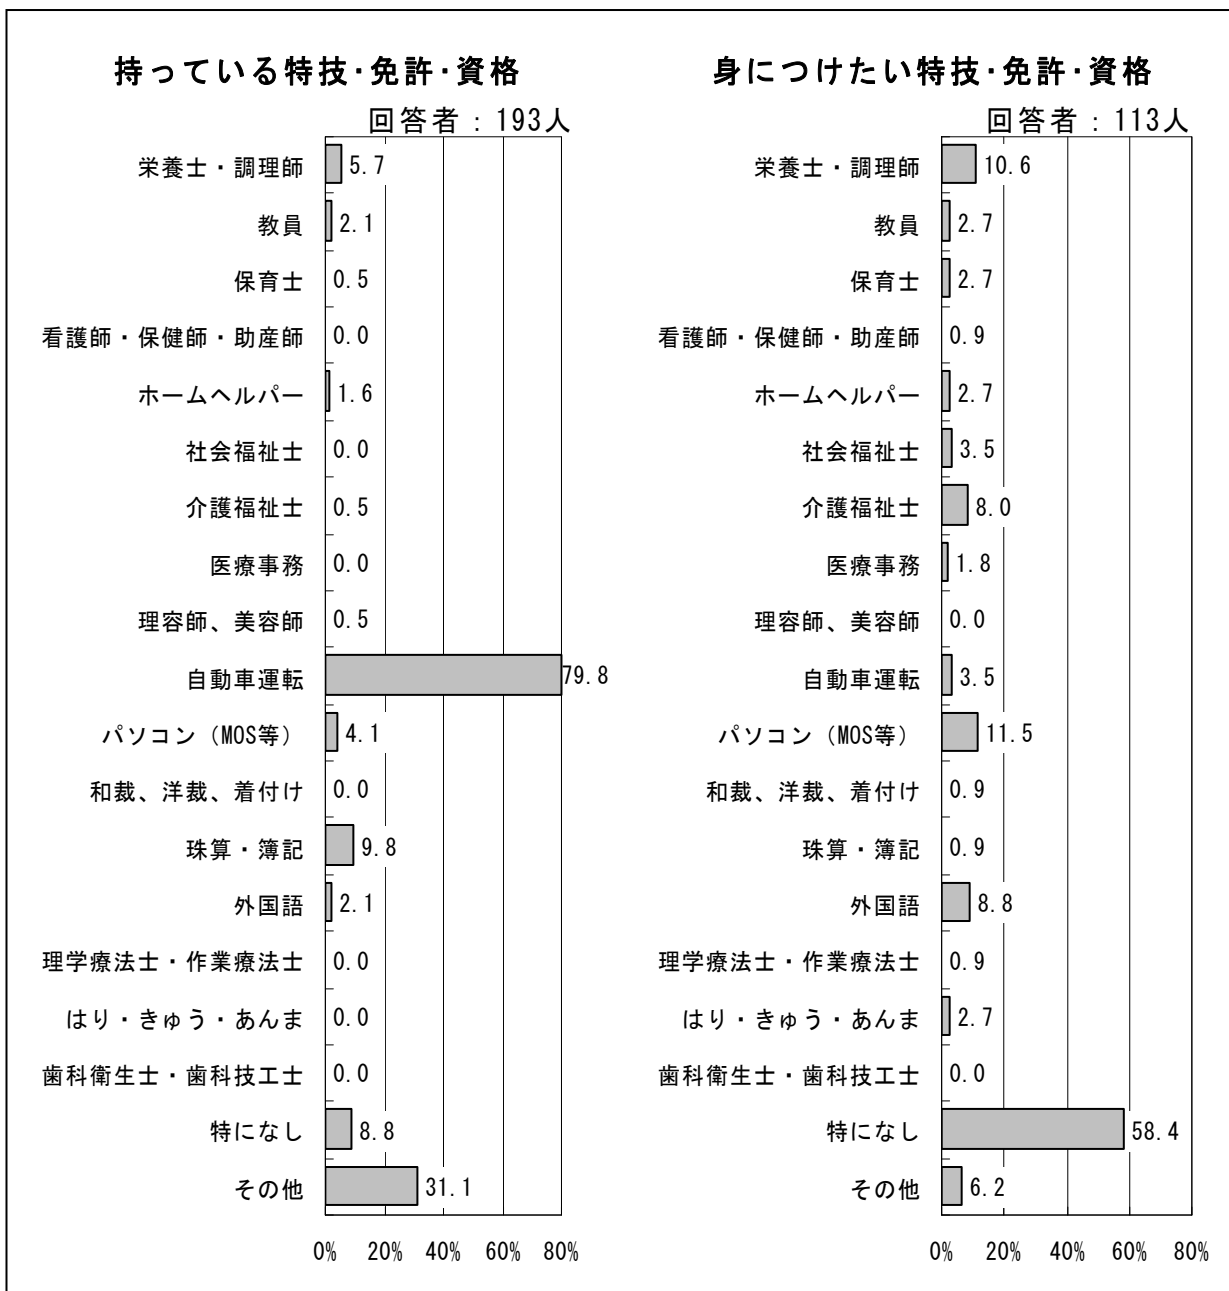 持っている特技・免許・資格
回答者：193人
栄養士・調理師 5.7
教員 2.1
保育士 0.5
看護師・保健師・助産師 0.0
ホームヘルパー 1.6
社会福祉士 0.0
介護福祉士 0.5
医療事務 0.0
理容師、美容師 0.5
自動車運転 79.8
パソコン（MOS等） 4.1
和裁、洋裁、着付け 0.0
珠算・簿記 9.8
外国語 2.1
理学療法士・作業療法士 0.0
はり・きゅう・あんま 0.0
歯科衛生士・歯科技工士 0.0
特になし 8.8
その他 31.1
0% 20% 40% 60% 80%
身につけたい特技・免許・資格
回答者：113人
栄養士・調理師 10.6
教員 2.7
保育士 2.7
看護師・保健師・助産師 0.9
ホームヘルパー 2.7
社会福祉士 3.5
介護福祉士 8.0
医療事務 1.8
理容師、美容師 0.0
自動車運転 3.5
パソコン（MOS等） 11.5
和裁、洋裁、着付け 0.9
珠算・簿記 0.9
外国語 8.8
理学療法士・作業療法士 0.9
はり・きゅう・あんま 2.7
歯科衛生士・歯科技工士 0.0
特になし 58.4
その他 6.2
0% 20% 40% 60% 80%